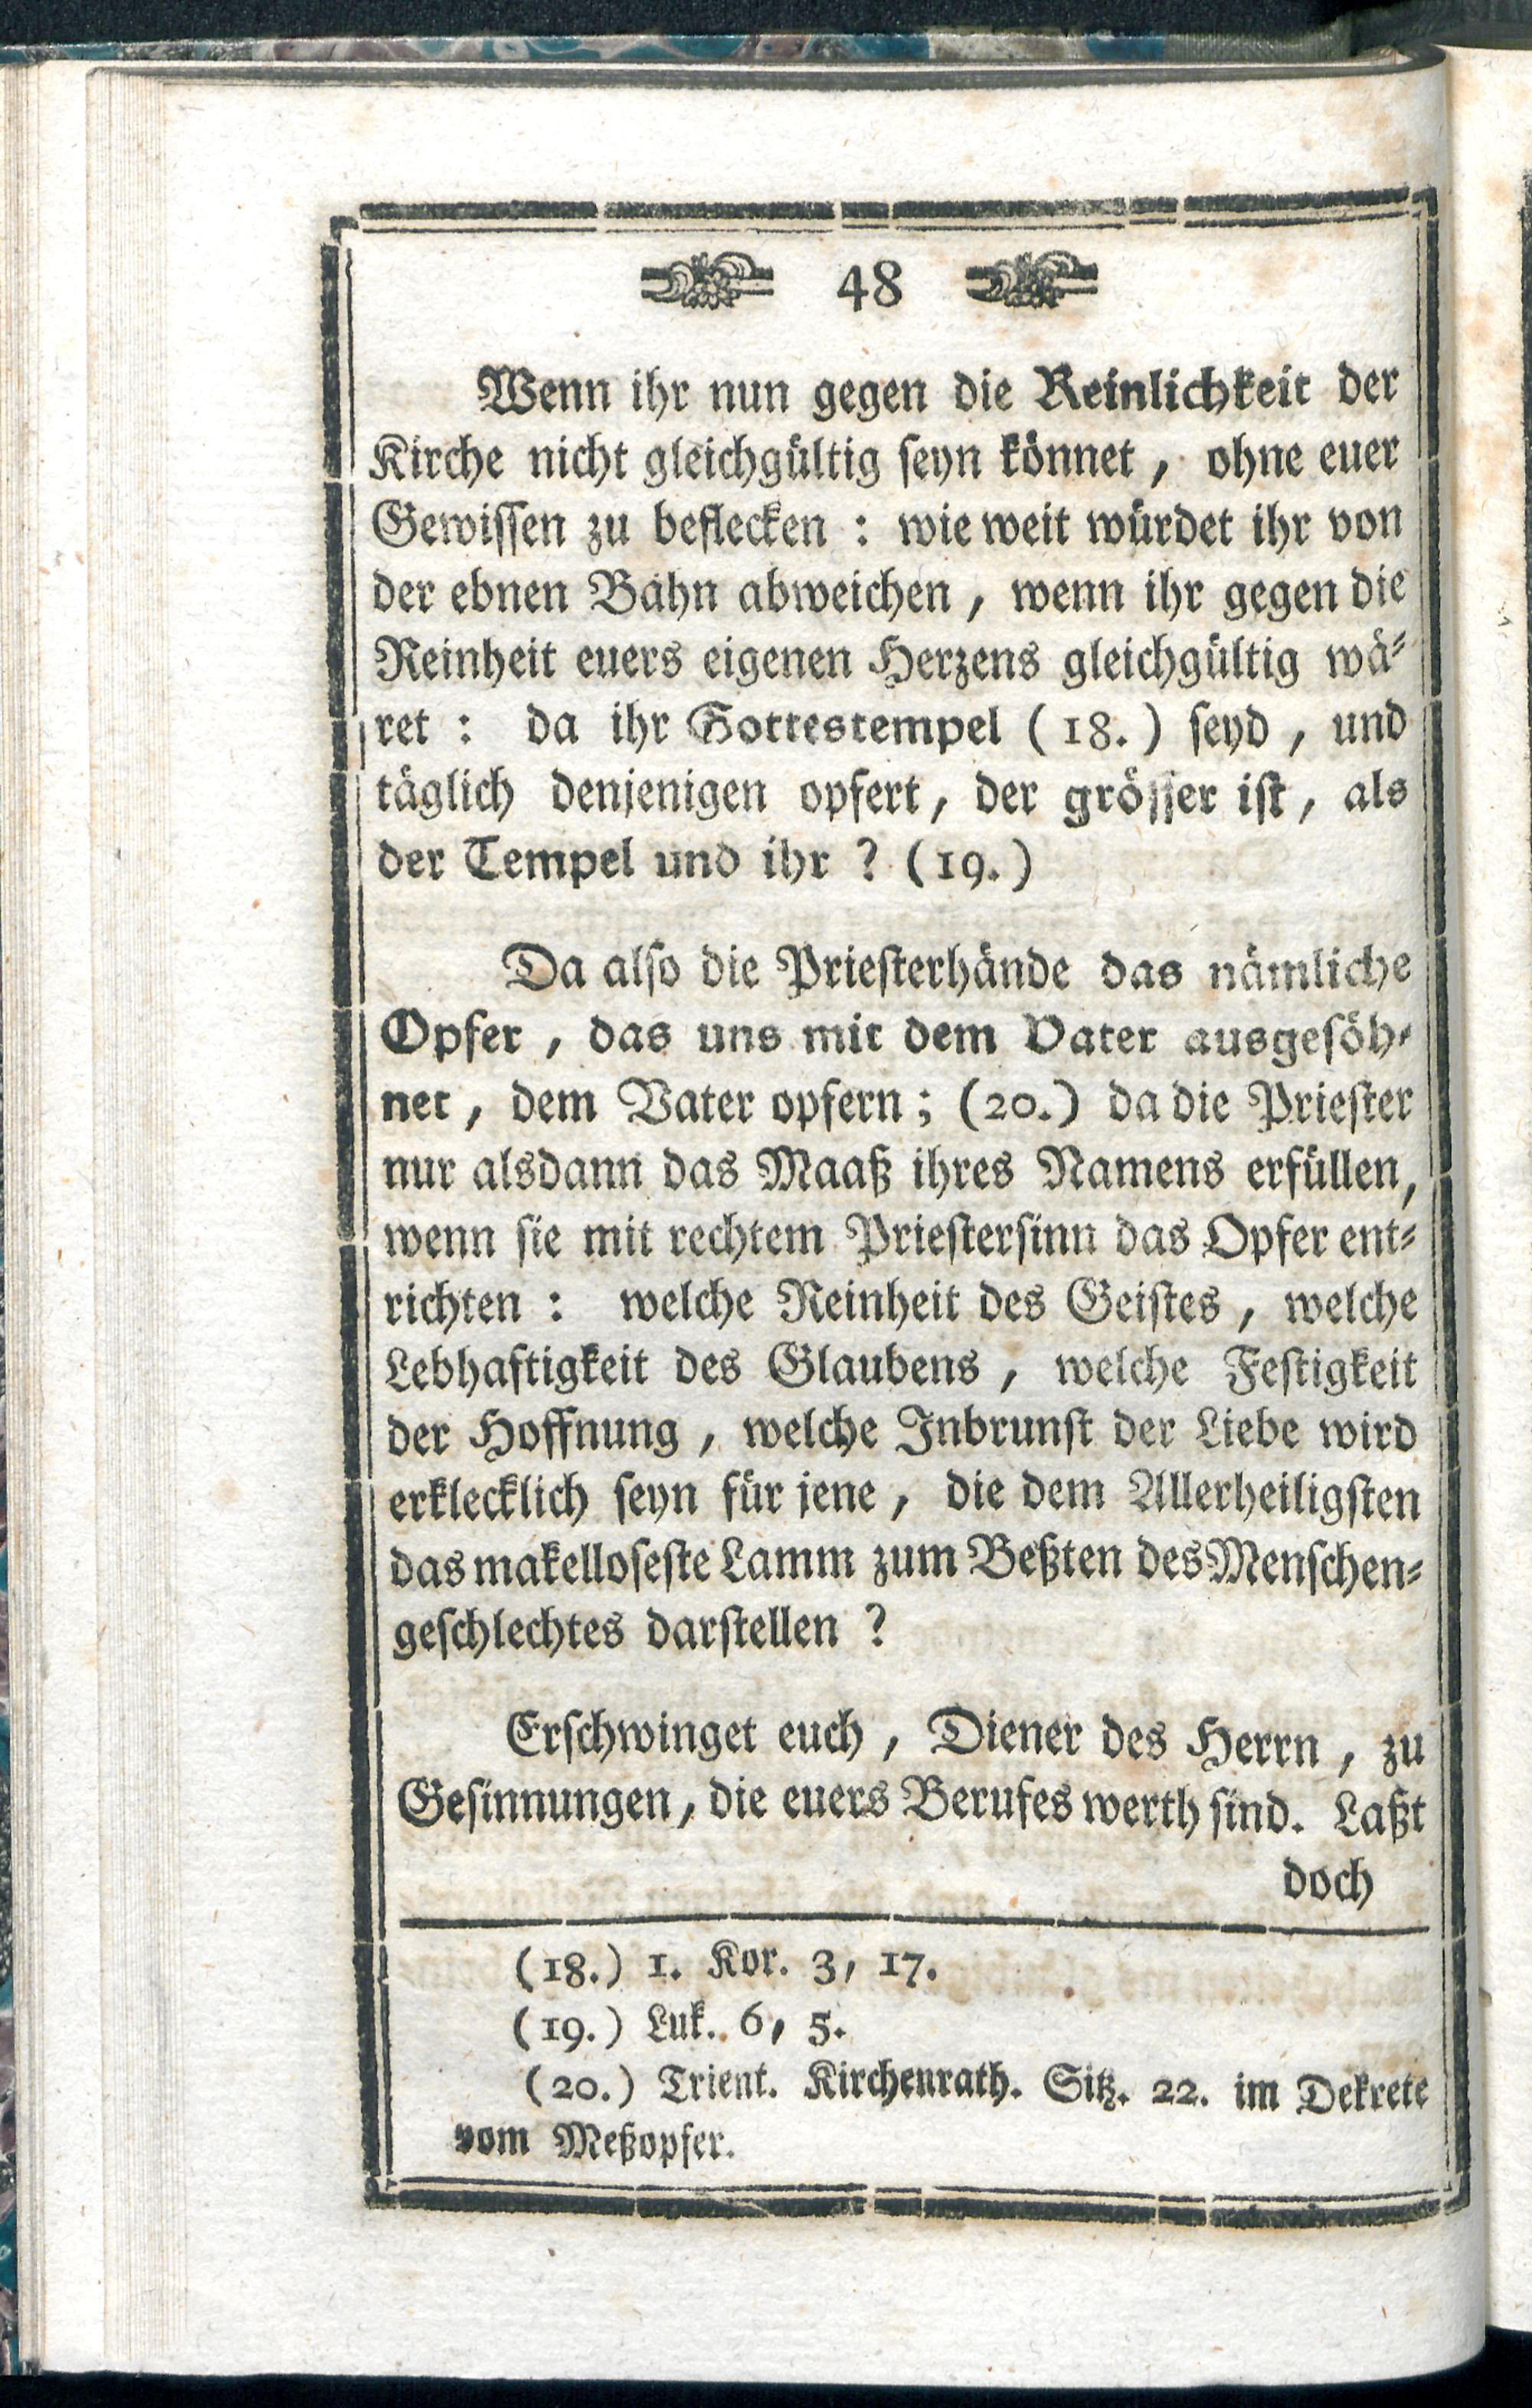 48
Wenn ihr nun gegen die Reinlichkeit der
Kirche nicht gleichgültig seyn könnet, ohne euer
Gewissen zu beflecken : wie weit würdet ihr von
der ebnen Bahn abweichen, wenn ihr gegen die
Reinheit euers eigenen Herzens gleichgültig wä-
ret : da ihr Gottestempel (18.) seyd, und
täglich denjenigen opfert, der grösser ist, als
der Tempel und ihr ? (19.)
Da also die Priesterhände das nämliche
Opfer, das uns mit dem Vater ausgesöh-
net, dem Vater opfern; (20.) da die Priester
nur alsdann das Maaß ihres Namens erfüllen,
wenn sie mit rechtem Priestersinn das Opfer ent-
richten : welche Reinheit des Geistes, welche
Lebhaftigkeit des Glaubens, welche Festigkeit
der Hoffnung, welche Inbrunst der Liebe wird
erklecklich seyn für jene, die dem Allerheiligsten
das makelloseste Lamm zum Beßten des Menschen-
geschlechtes darstellen ?
Erschwinget euch, Diener des Herrn, zu
Gesinnungen, die euers Berufes werth sind. Laßt
doch
(18.) 1. Kor. 3, 17.
(19.) Luk. 6, 5.
(20.) Trient. Kirchenrath. Sitz. 22. im Dekrete
vom Meßopfer.